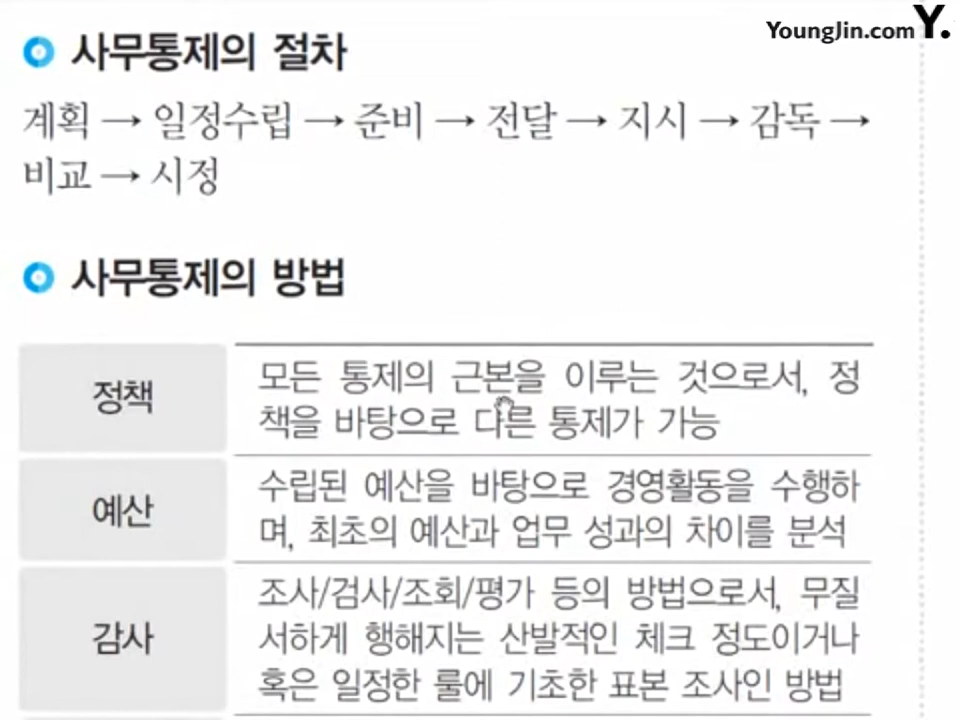 YoungJin.com Y.
사무통제의 절차
계획 → 일정수립 → 준비 → 전달 → 지시 → 감독 →
비교 → 시정
사무통제의 방법
정책
모든 통제의 근본을 이루는 것으로서, 정
책을 바탕으로 다른 통제가 가능
예산
수립된 예산을 바탕으로 경영활동을 수행하
며, 최초의 예산과 업무 성과의 차이를 분석
감사
조사/검사/조회/평가 등의 방법으로서, 무질
서하게 행해지는 산발적인 체크 정도이거나
혹은 일정한 룰에 기초한 표본 조사인 방법